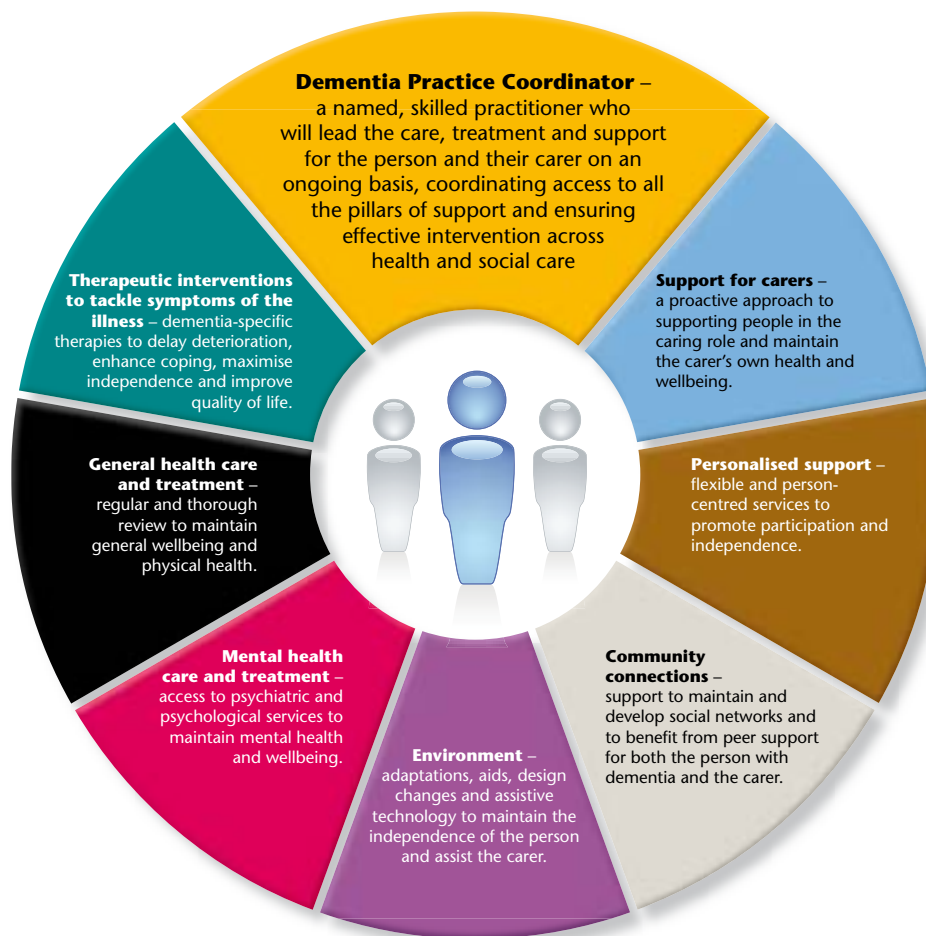 Dementia Practice Coordinator –
a named, skilled practitioner who
will lead the care, treatment and support
for the person and their carer on an
ongoing basis, coordinating access to all
the pillars of support and ensuring
effective intervention across
health and social care
Support for carers –
a proactive approach to
supporting people in the
caring role and maintain
the carer's own health and
wellbeing.
Personalised support –
flexible and person-
centred services to
promote participation and
independence.
Community
connections –
support to maintain and
develop social networks and
to benefit from peer support
for both the person with
dementia and the carer.
Environment –
adaptations, aids, design
changes and assistive
technology to maintain the
independence of the person
and assist the carer.
Mental health
care and treatment –
access to psychiatric and
psychological services to
maintain mental health
and wellbeing.
General health care
and treatment –
regular and thorough
review to maintain
general wellbeing and
physical health.
Therapeutic interventions
to tackle symptoms of the
illness – dementia-specific
therapies to delay deterioration,
enhance coping, maximise
independence and improve
quality of life.